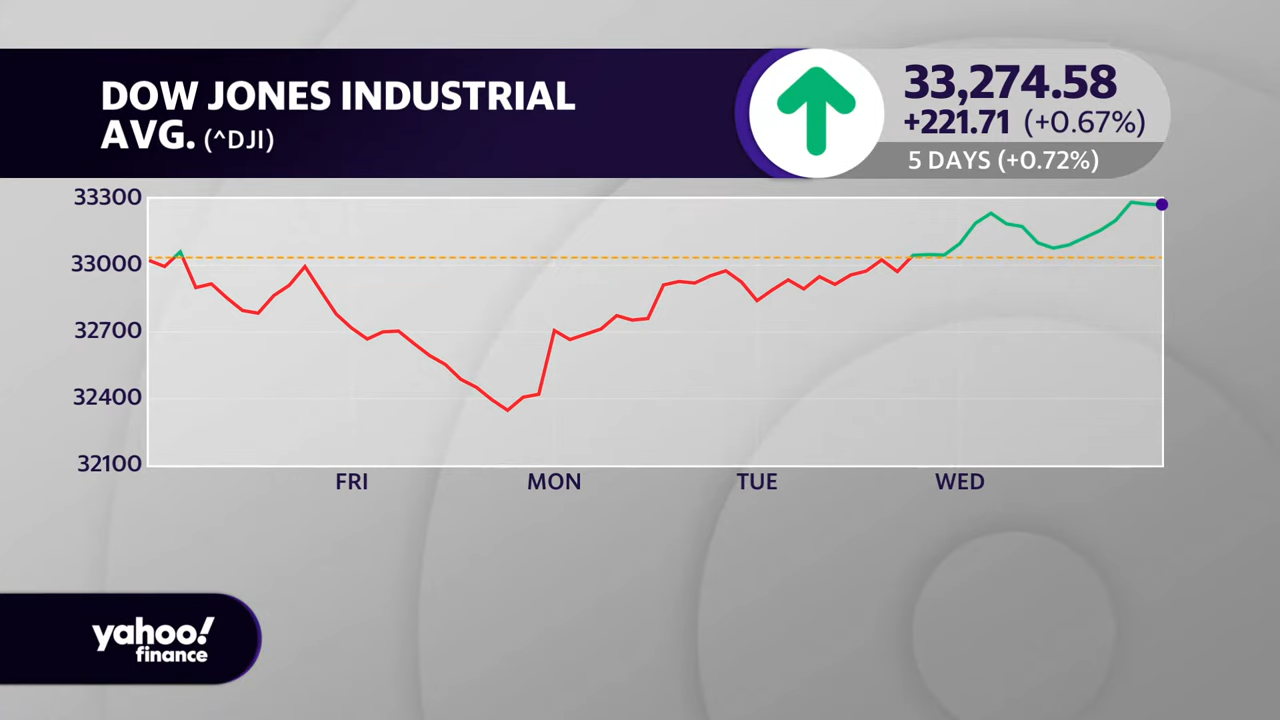 DOW JONES INDUSTRIAL
AVG. (^DJI)
33,274.58
+221.71 (+0.67%)
5 DAYS (+0.72%)
33300
33000
32700
32400
32100
FRI MON TUE WED
yahoo!
finance